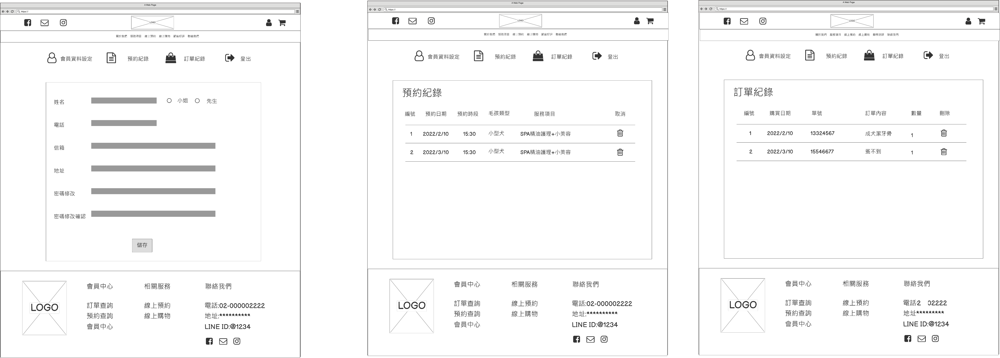 A Web Page
https://
LOGO
關於我們 服務項目 線上預約 線上購物 顧客好評 聯絡我們
會員資料設定 預約紀錄 訂單紀錄 登出
姓名 小姐 先生
電話
信箱
地址
密碼修改
密碼修改確認
儲存
LOGO
會員中心 相關服務 聯絡我們
訂單查詢 線上預約 電話:02-000002222
預約查詢 線上購物 地址:**********
會員中心 LINE ID:@1234
A Web Page
https://
LOGO
關於我們 服務項目 線上預約 線上購物 顧客好評 聯絡我們
會員資料設定 預約紀錄 訂單紀錄 登出
預約紀錄
編號 預約日期 預約時段 毛孩類型 服務項目 取消
1 2022/2/10 15:30 小型犬 SPA精油護理+小美容
2 2022/3/10 15:30 小型犬 SPA精油護理+小美容
LOGO
會員中心 相關服務 聯絡我們
訂單查詢 線上預約 電話:02-000002222
預約查詢 線上購物 地址:**********
會員中心 LINE ID:@1234
A Web Page
https://
LOGO
關於我們 服務項目 線上預約 線上購物 顧客好評 聯絡我們
會員資料設定 預約紀錄 訂單紀錄 登出
訂單紀錄
編號 購買日期 單號 訂單內容 數量 刪除
1 2022/2/10 13324567 成犬潔牙骨 1
2 2022/3/10 15546677 蚤不到 1
LOGO
會員中心 相關服務 聯絡我們
訂單查詢 線上預約 電話:2 02222
預約查詢 線上購物 地址*********
會員中心 LINE ID:@1234